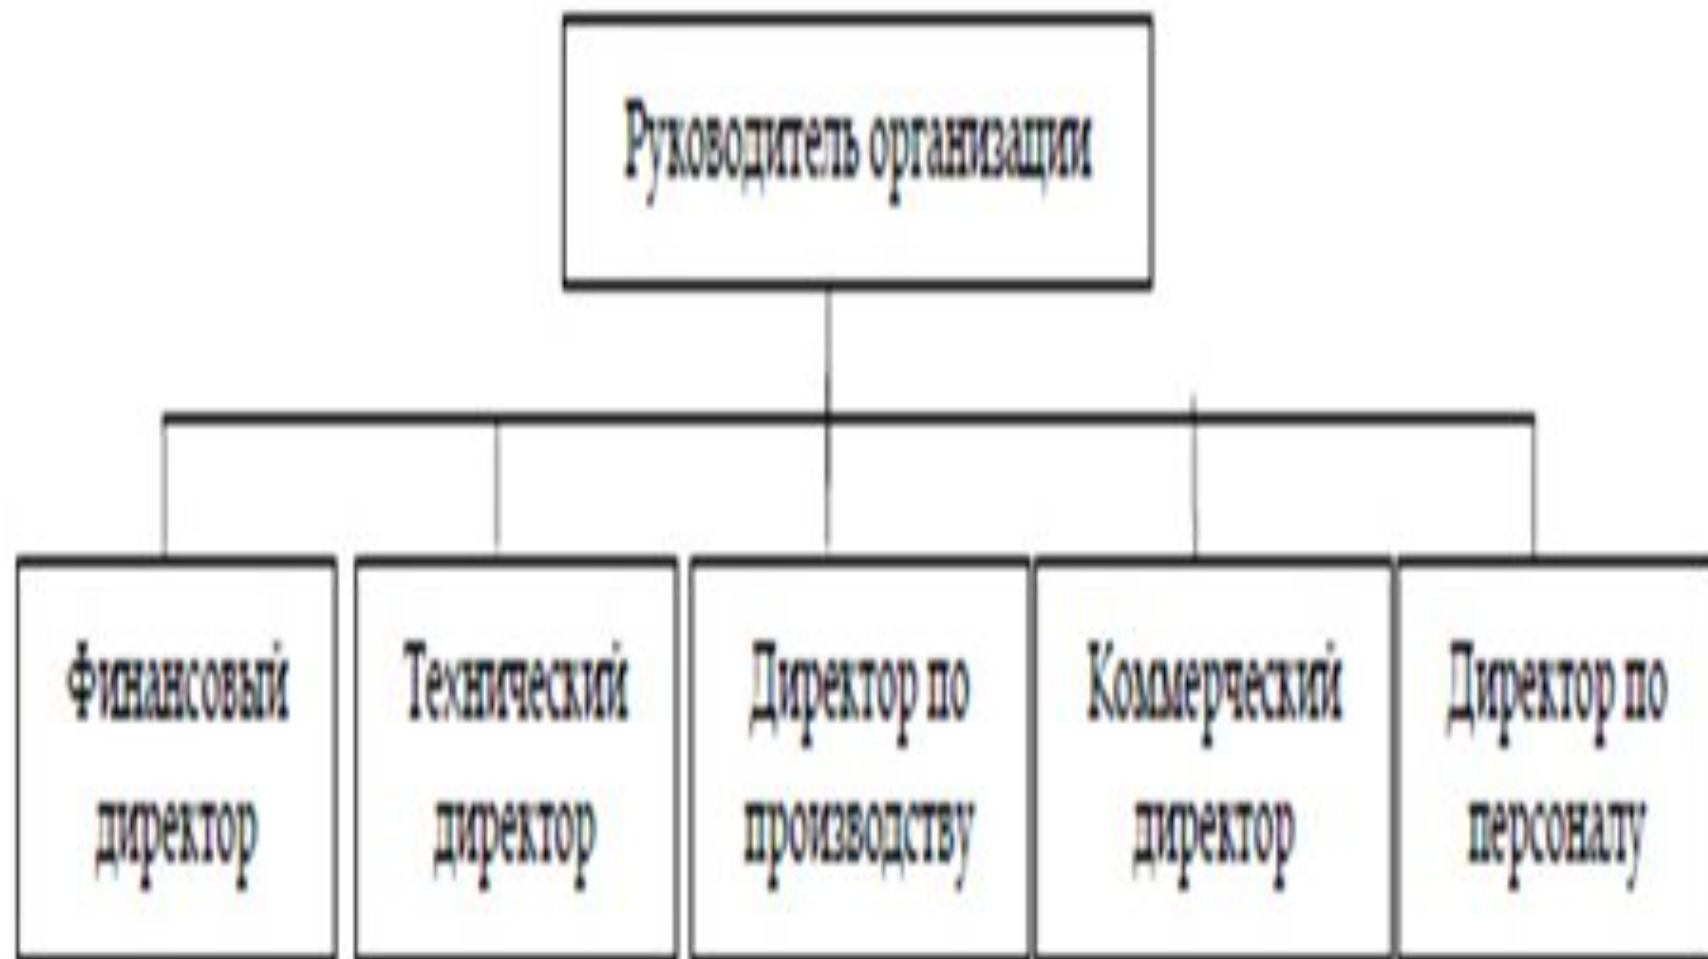 Руководитель организации
Финансовый
директор
Технический
директор
Директор по
производству
Коммерческий
директор
Директор по
персоналу